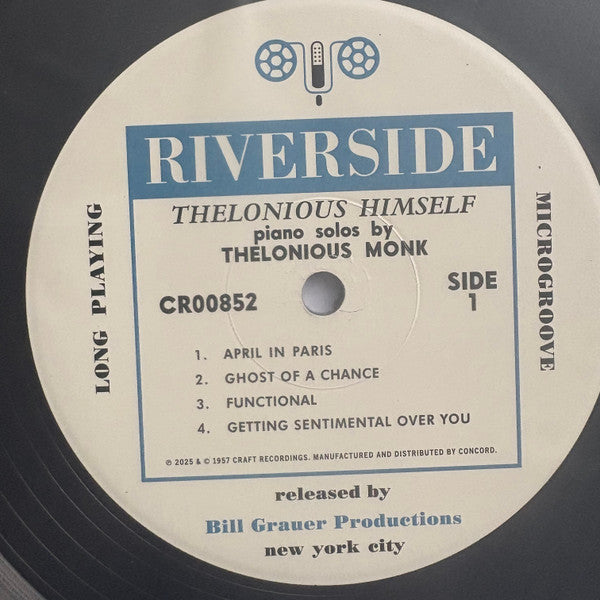 RIVERSIDE
THELONIOUS HIMSELF
piano solos by
THELONIOUS MONK
CR00852
SIDE
1
1. APRIL IN PARIS
2. GHOST OF A CHANCE
3. FUNCTIONAL
4. GETTING SENTIMENTAL OVER YOU
℗ 2025 & © 1957 CRAFT RECORDINGS. MANUFACTURED AND DISTRIBUTED BY CONCORD.
LONG PLAYING
MICROGROOVE
released by
Bill Grauer Productions
new york city